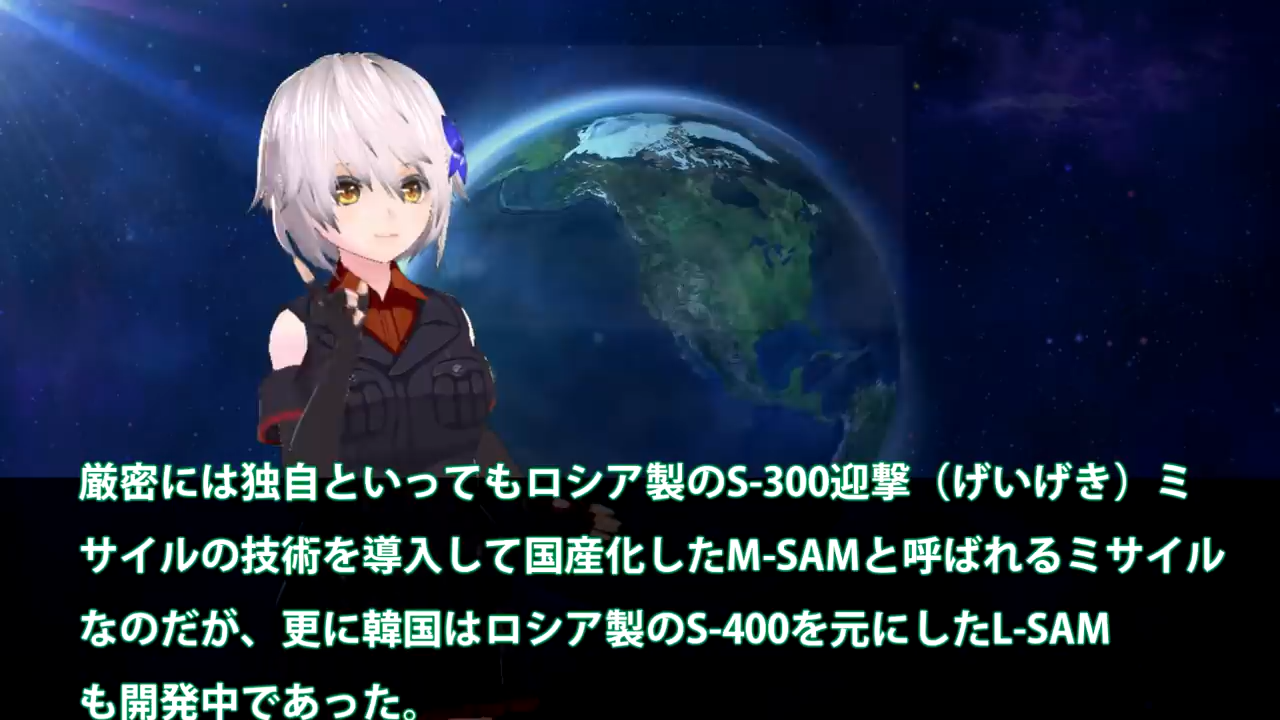 厳密には独自といってもロシア製のS-300迎撃（げいげき）ミ
サイルの技術を導入して国産化したM-SAMと呼ばれるミサイル
なのだが、更に韓国はロシア製のS-400を元にしたL-SAM
も開発中であった。